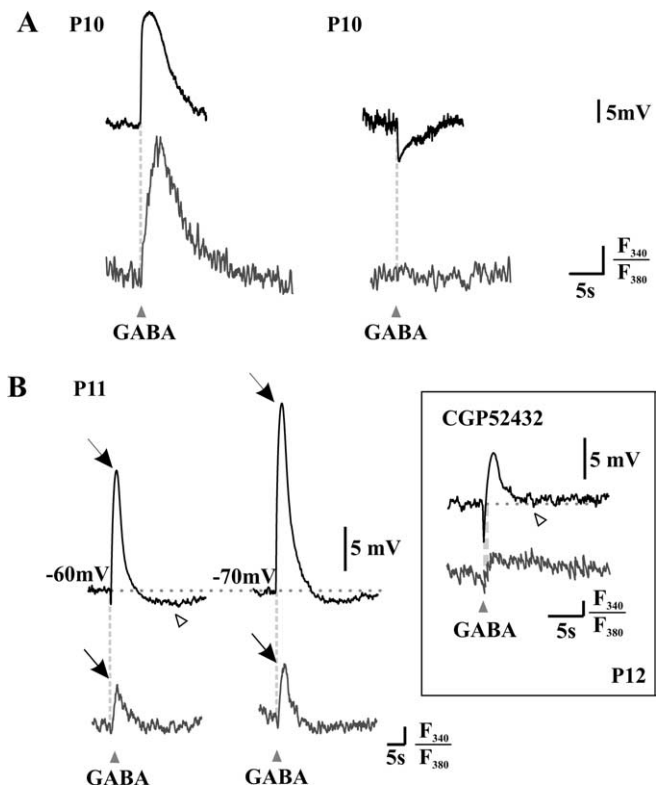 A
P10
P10
5mV
F340
F380
5s
GABA
GABA
B
P11
CGP52432
5 mV
5 mV
-60mV
-70mV
F340
F380
5s
GABA
P12
F340
F380
5s
GABA
GABA